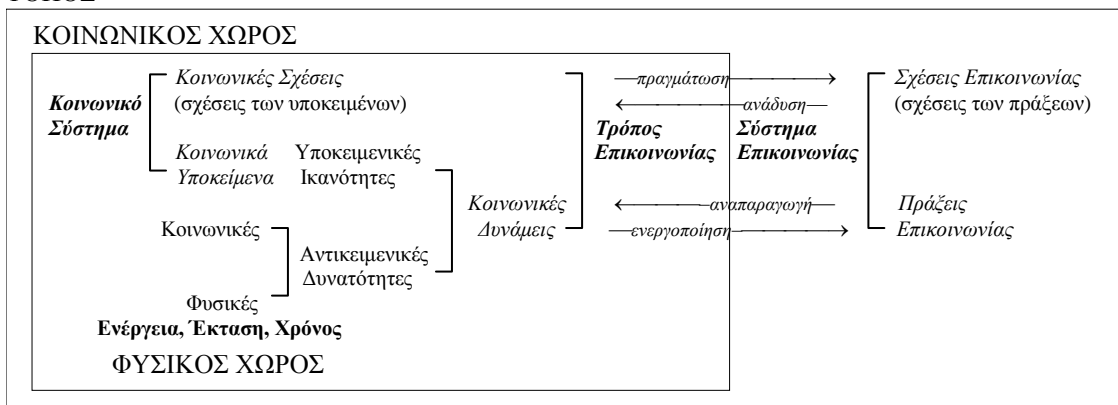 ΚΟΙΝΩΝΙΚΟΣ ΧΩΡΟΣ
Κοινωνικό
Σύστημα
Κοινωνικές Σχέσεις
(σχέσεις των υποκειμένων)
Κοινωνικά Υποκειμενικές
Υποκείμενα Ικανότητες
Κοινωνικές
Αντικειμενικές
Δυνατότητες
Φυσικές
Ενέργεια, Έκταση, Χρόνος
ΦΥΣΙΚΟΣ ΧΩΡΟΣ
Κοινωνικές
Δυνάμεις
πραγμάτωση
ανάδυση
Τρόπος Σύστημα
Επικοινωνίας Επικοινωνίας
αναπαραγωγή
ενεργοποίηση
Σχέσεις Επικοινωνίας
(σχέσεις των πράξεων)
Πράξεις
Επικοινωνίας